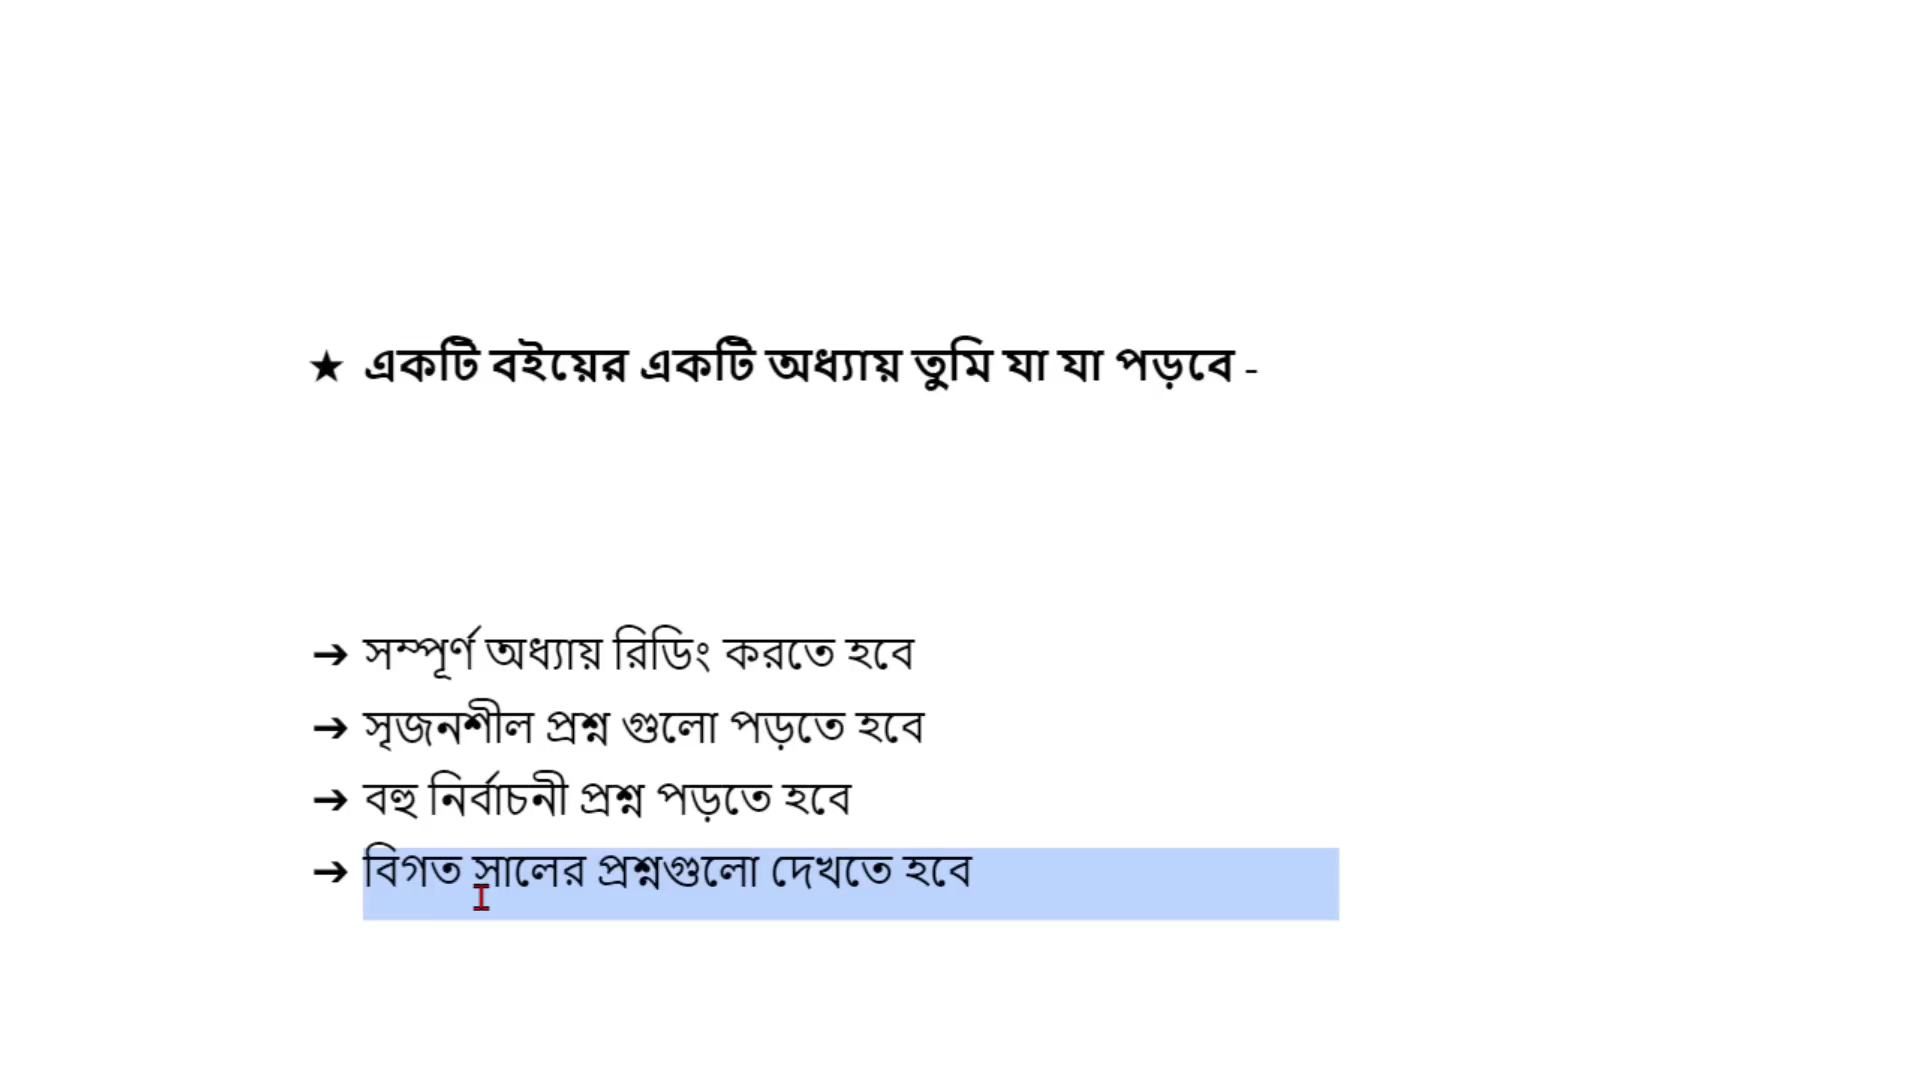 ★ একটি বইয়ের একটি অধ্যায় তুমি যা যা পড়বে -
➔ সম্পূর্ণ অধ্যায় রিডিং করতে হবে
➔ সৃজনশীল প্রশ্ন গুলো পড়তে হবে
➔ বহু নির্বাচনী প্রশ্ন পড়তে হবে
➔ বিগত সালের প্রশ্নগুলো দেখতে হবে